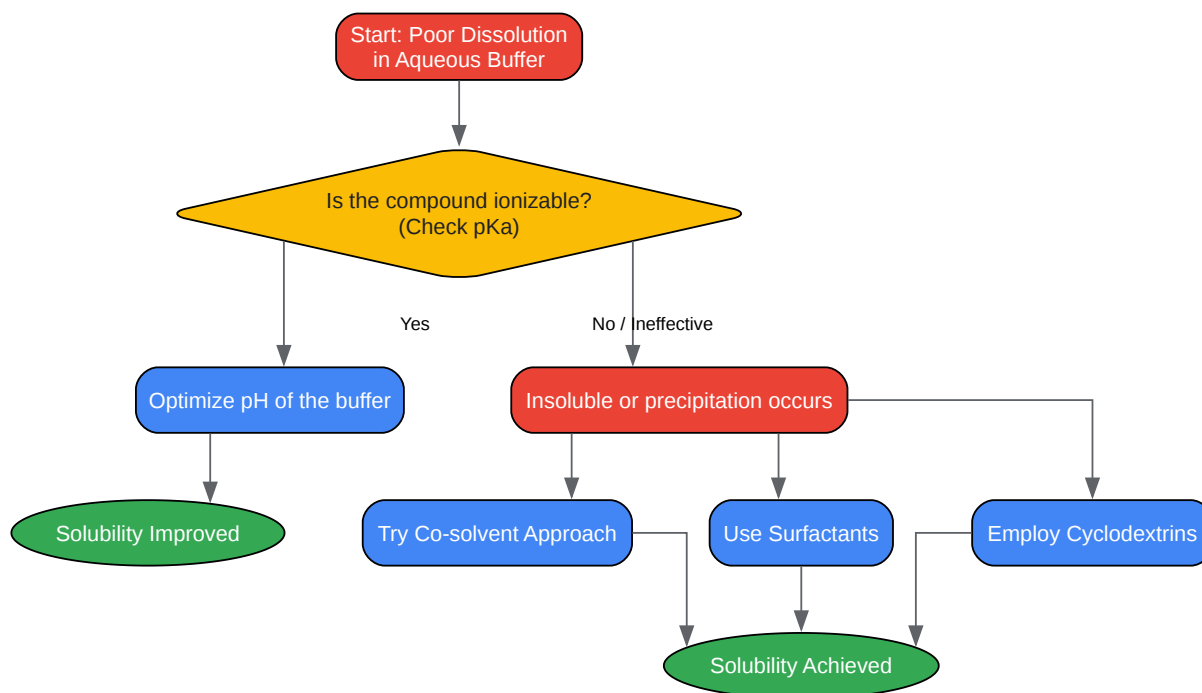 Start: Poor Dissolution
in Aqueous Buffer
Is the compound ionizable?
(Check pKa)
Yes
No / Ineffective
Optimize pH of the buffer
Insoluble or precipitation occurs
Solubility Improved
Try Co-solvent Approach
Use Surfactants
Employ Cyclodextrins
Solubility Achieved